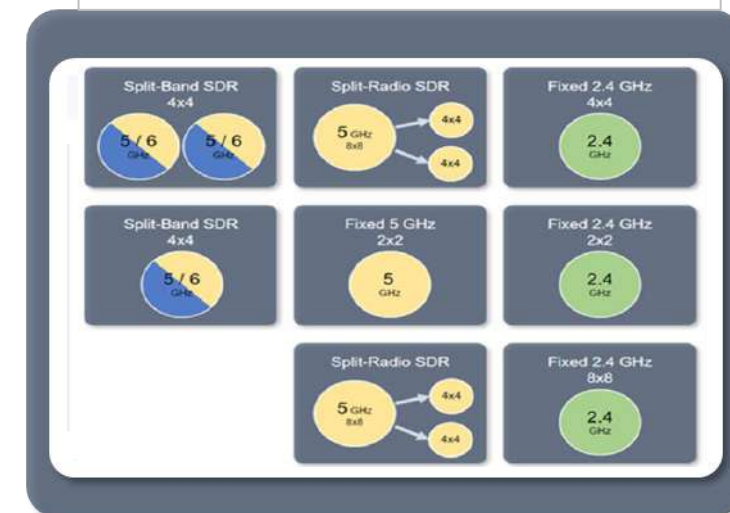 Split-Band SDR
4x4
5 / 6
GHz
5 / 6
GHz
Split-Radio SDR
5 GHz
8x8
4x4
4x4
Fixed 2.4 GHz
4x4
2.4
GHz
Split-Band SDR
4x4
5 / 6
GHz
Fixed 5 GHz
2x2
5
GHz
Fixed 2.4 GHz
2x2
2.4
GHz
Split-Radio SDR
5 GHz
8x8
4x4
4x4
Fixed 2.4 GHz
8x8
2.4
GHz